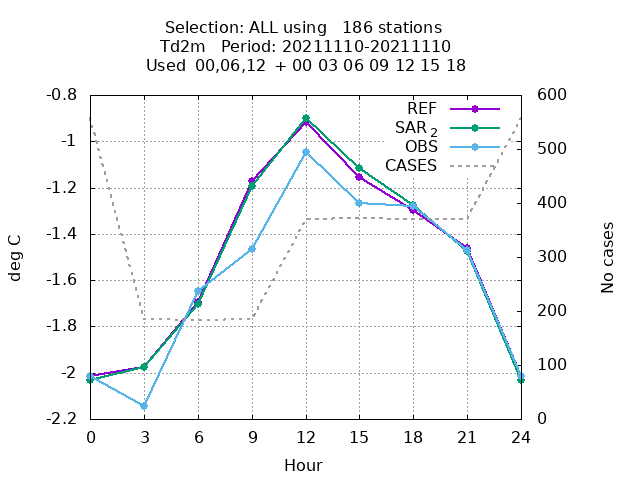 Selection: ALL using   186 stations
Td2m   Period: 20211110-20211110
Used  00,06,12  + 00 03 06 09 12 15 18
-0.8
-1
-1.2
-1.4
-1.6
-1.8
-2
-2.2
600
500
400
300
200
100
0
REF
SAR 2
OBS
CASES
deg C
No cases
0 3 6 9 12 15 18 21 24
Hour